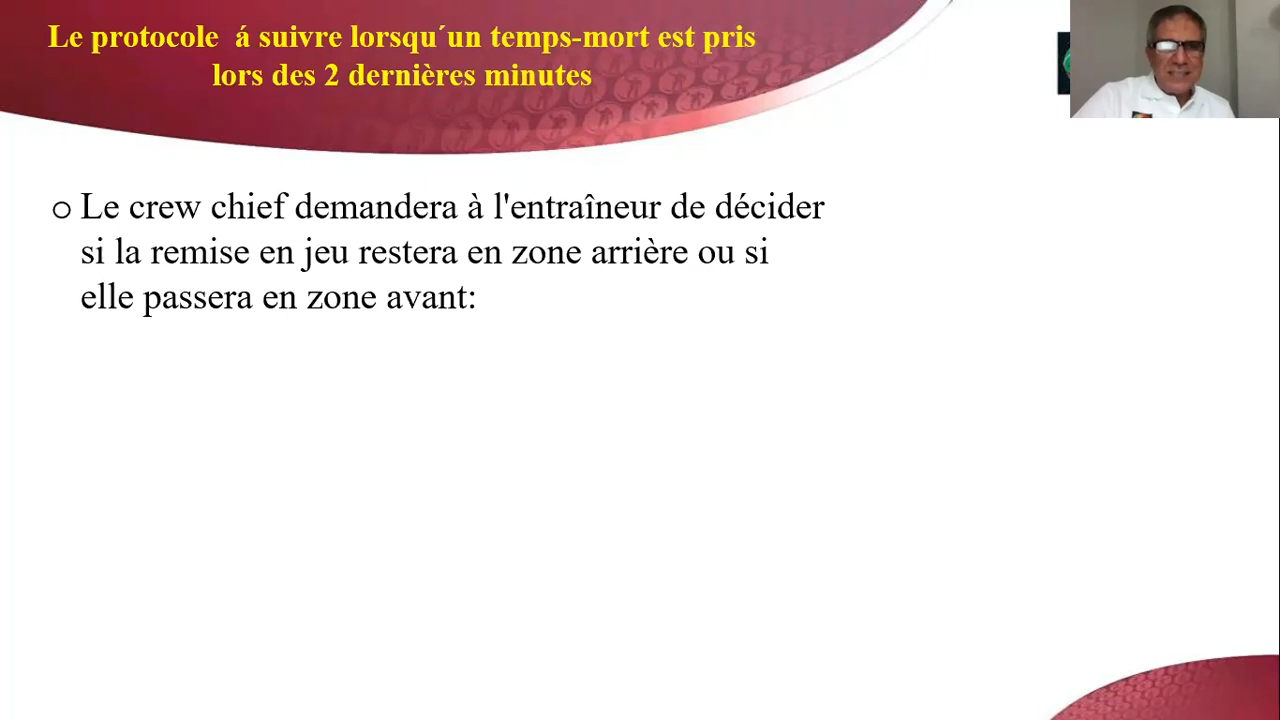 Le protocole á suivre lorsqu´un temps-mort est pris
lors des 2 dernières minutes
Le crew chief demandera à l'entraîneur de décider
si la remise en jeu restera en zone arrière ou si
elle passera en zone avant: